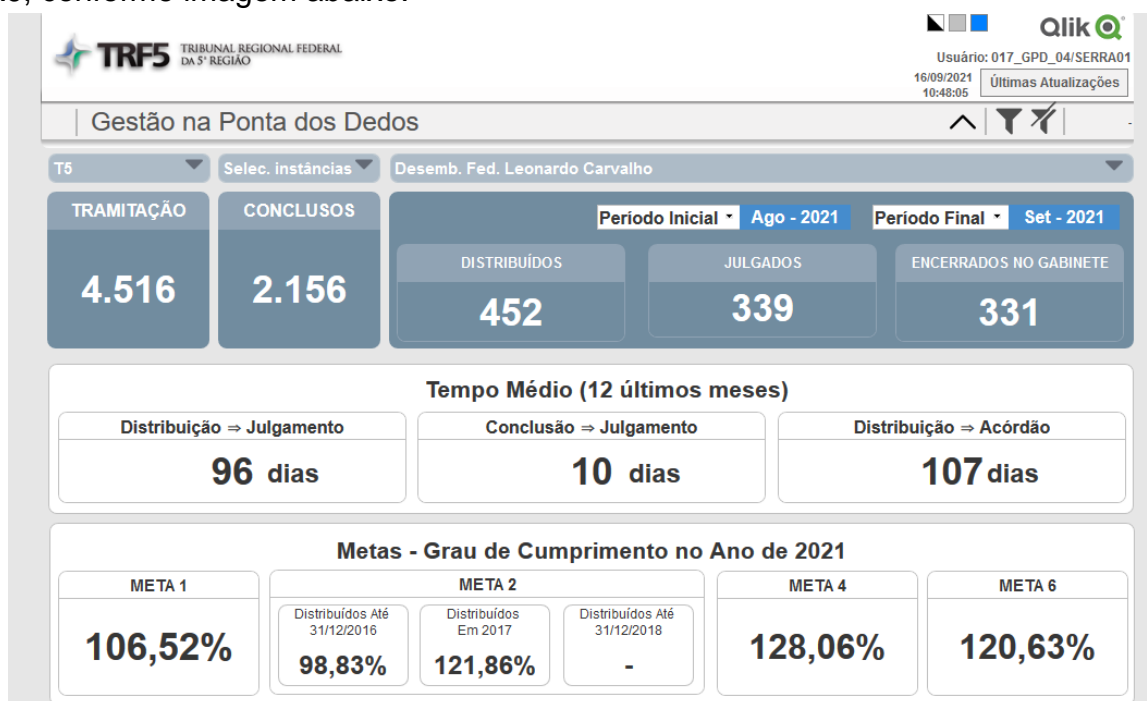 conforme imagem abaixo:
TRF5 TRIBUNAL REGIONAL FEDERAL
DA 5ª REGIÃO
Qlik
Usuário: 017_GPD_04/SERRA01
16/09/2021
10:48:05
Últimas Atualizações
Gestão na Ponta dos Dedos
T5
Selec. instâncias
Desemb. Fed. Leonardo Carvalho
TRAMITAÇÃO
4.516
CONCLUSOS
2.156
Período Inicial Ago - 2021 Período Final Set - 2021
DISTRIBUÍDOS JULGADOS ENCERRADOS NO GABINETE
452 339 331
Tempo Médio (12 últimos meses)
Distribuição ⇒ Julgamento Conclusão ⇒ Julgamento Distribuição ⇒ Acórdão
96 dias 10 dias 107 dias
Metas - Grau de Cumprimento no Ano de 2021
META 1
106,52%
META 2
Distribuídos Até
31/12/2016
98,83%
Distribuídos
Em 2017
121,86%
Distribuídos Até
31/12/2018
-
META 4
128,06%
META 6
120,63%